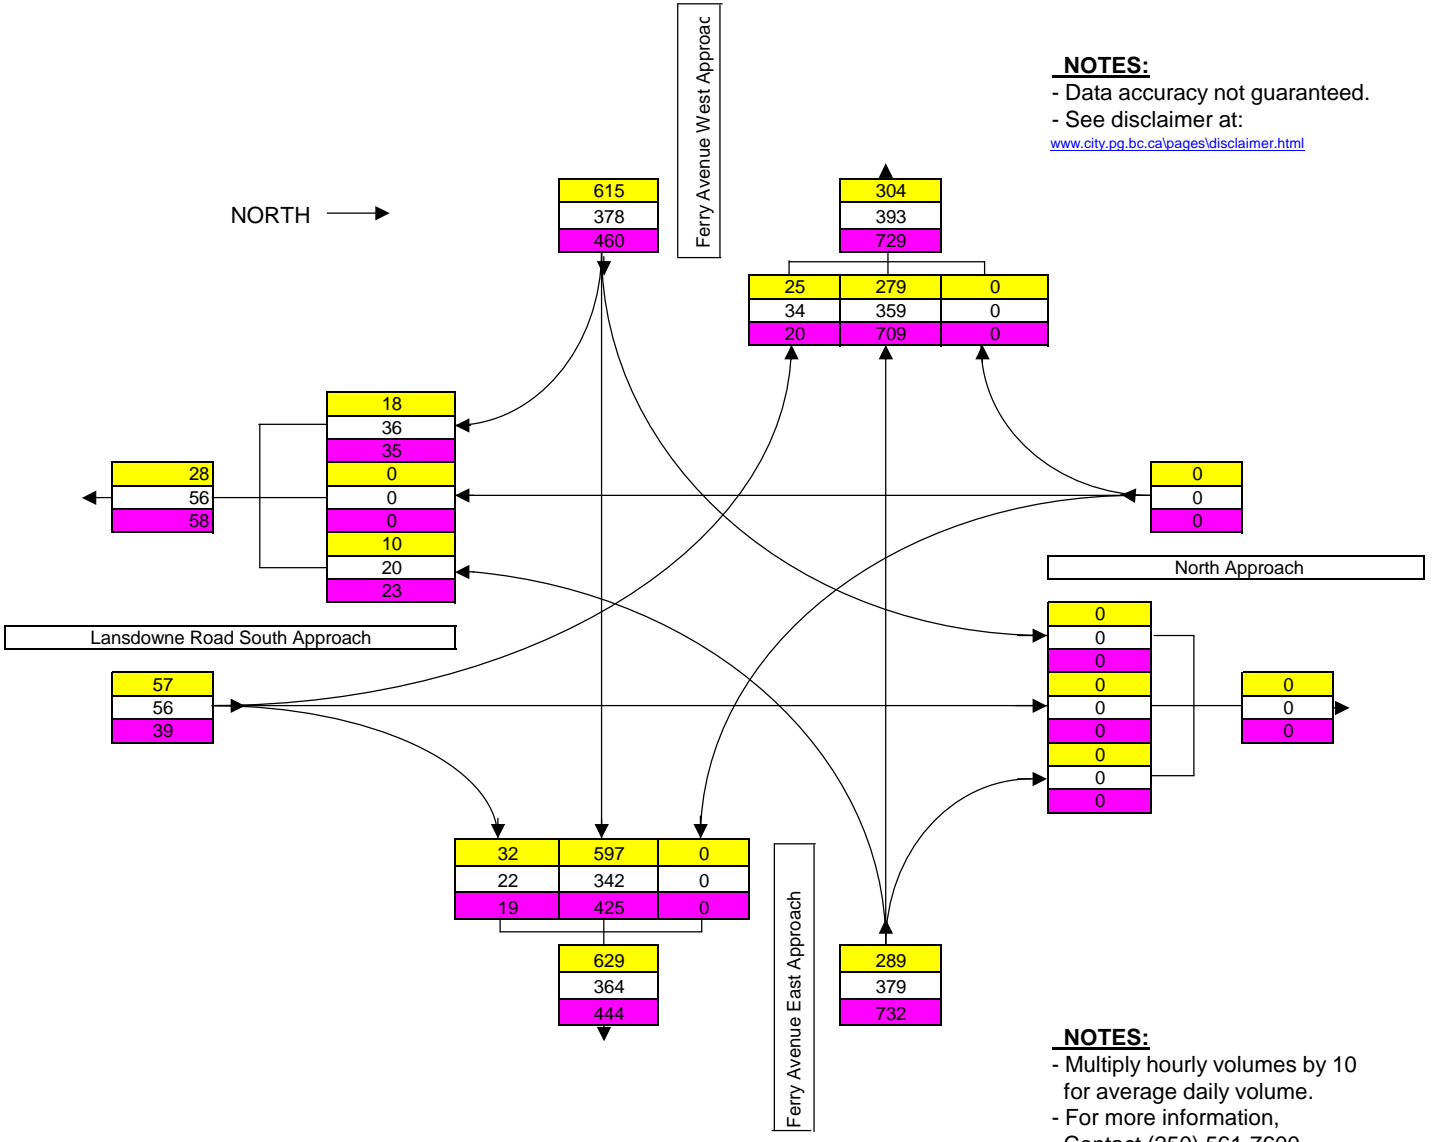 Ferry Avenue West Approac
NOTES:
- Data accuracy not guaranteed.
- See disclaimer at:
www.city.pg.bc.ca\pages\disclaimer.html
NORTH
615
378
460
304
393
729
25 279 0
34 359 0
20 709 0
18
36
35
0
0
0
10
20
23
28
56
58
0
0
0
North Approach
Lansdowne Road South Approach
57
56
39
0
0
0
0
0
0
0
0
0
0
0
0
32 597 0
22 342 0
19 425 0
629
364
444
Ferry Avenue East Approach
289
379
732
NOTES:
- Multiply hourly volumes by 10
for average daily volume.
- For more information,
Contact (250) 561-7600